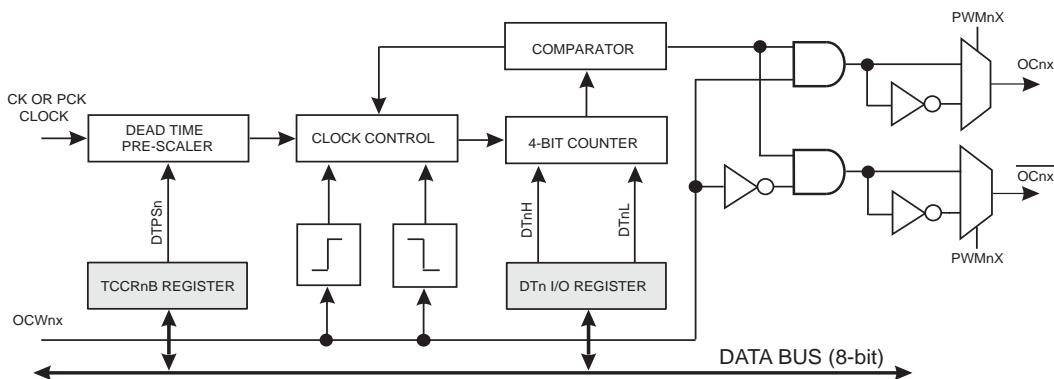 PWMnX
COMPARATOR
OCnx
CK OR PCK
CLOCK
DEAD TIME
PRE-SCALER
CLOCK CONTROL
4-BIT COUNTER
OCnx
DTPSn
DTnH
DTnL
PWMnX
TCCRnB REGISTER
DTn I/O REGISTER
OCWnx
DATA BUS (8-bit)